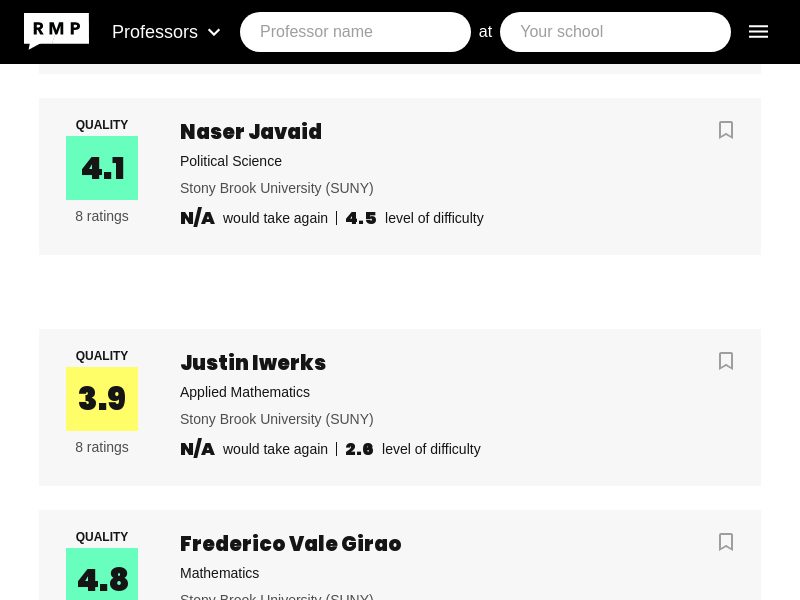 RMP
Professors
Professor name
at
Your school
QUALITY
4.1
8 ratings
Naser Javaid
Political Science
Stony Brook University (SUNY)
N/A would take again | 4.5 level of difficulty
QUALITY
3.9
8 ratings
Justin Iwerks
Applied Mathematics
Stony Brook University (SUNY)
N/A would take again | 2.6 level of difficulty
QUALITY
4.8
Frederico Vale Girao
Mathematics
Stony Brook University (SUNY)